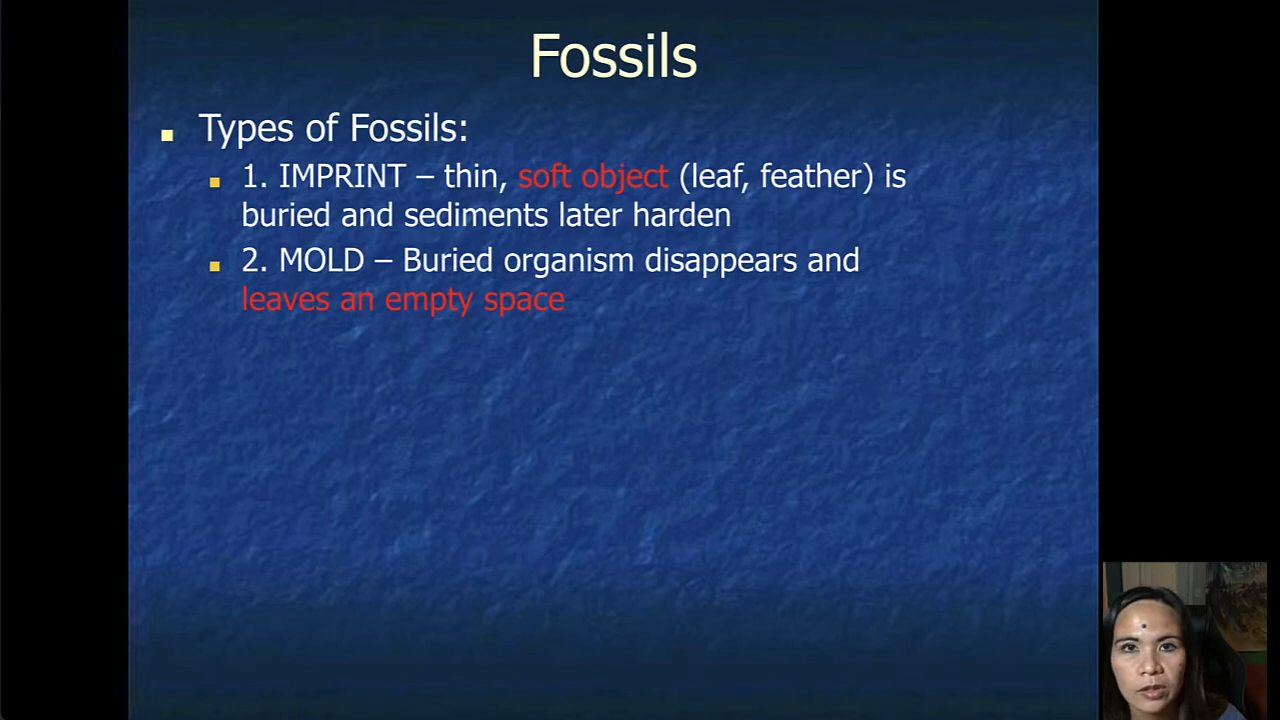 Fossils
Types of Fossils:
1. IMPRINT – thin, soft object (leaf, feather) is
buried and sediments later harden
2. MOLD – Buried organism disappears and
leaves an empty space